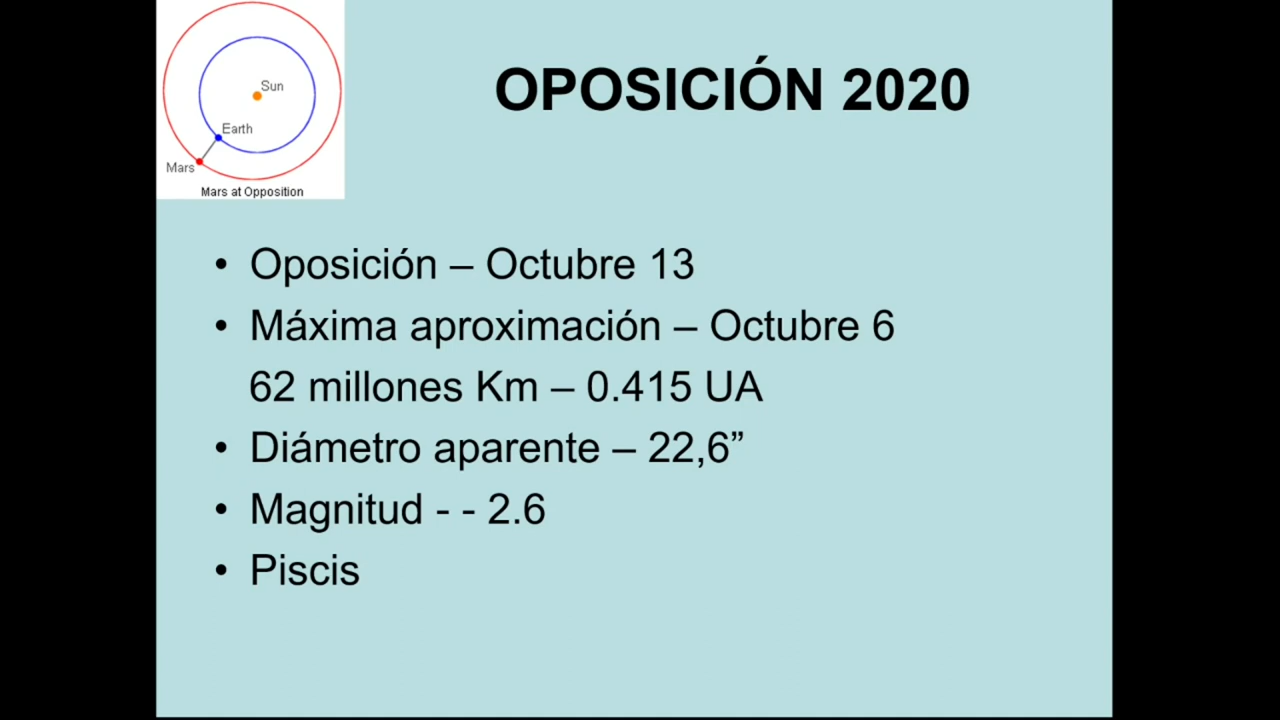 Sun
Earth
Mars
Mars at Opposition
OPOSICIÓN 2020
• Oposición – Octubre 13
• Máxima aproximación – Octubre 6
62 millones Km – 0.415 UA
• Diámetro aparente – 22,6”
• Magnitud - - 2.6
• Piscis